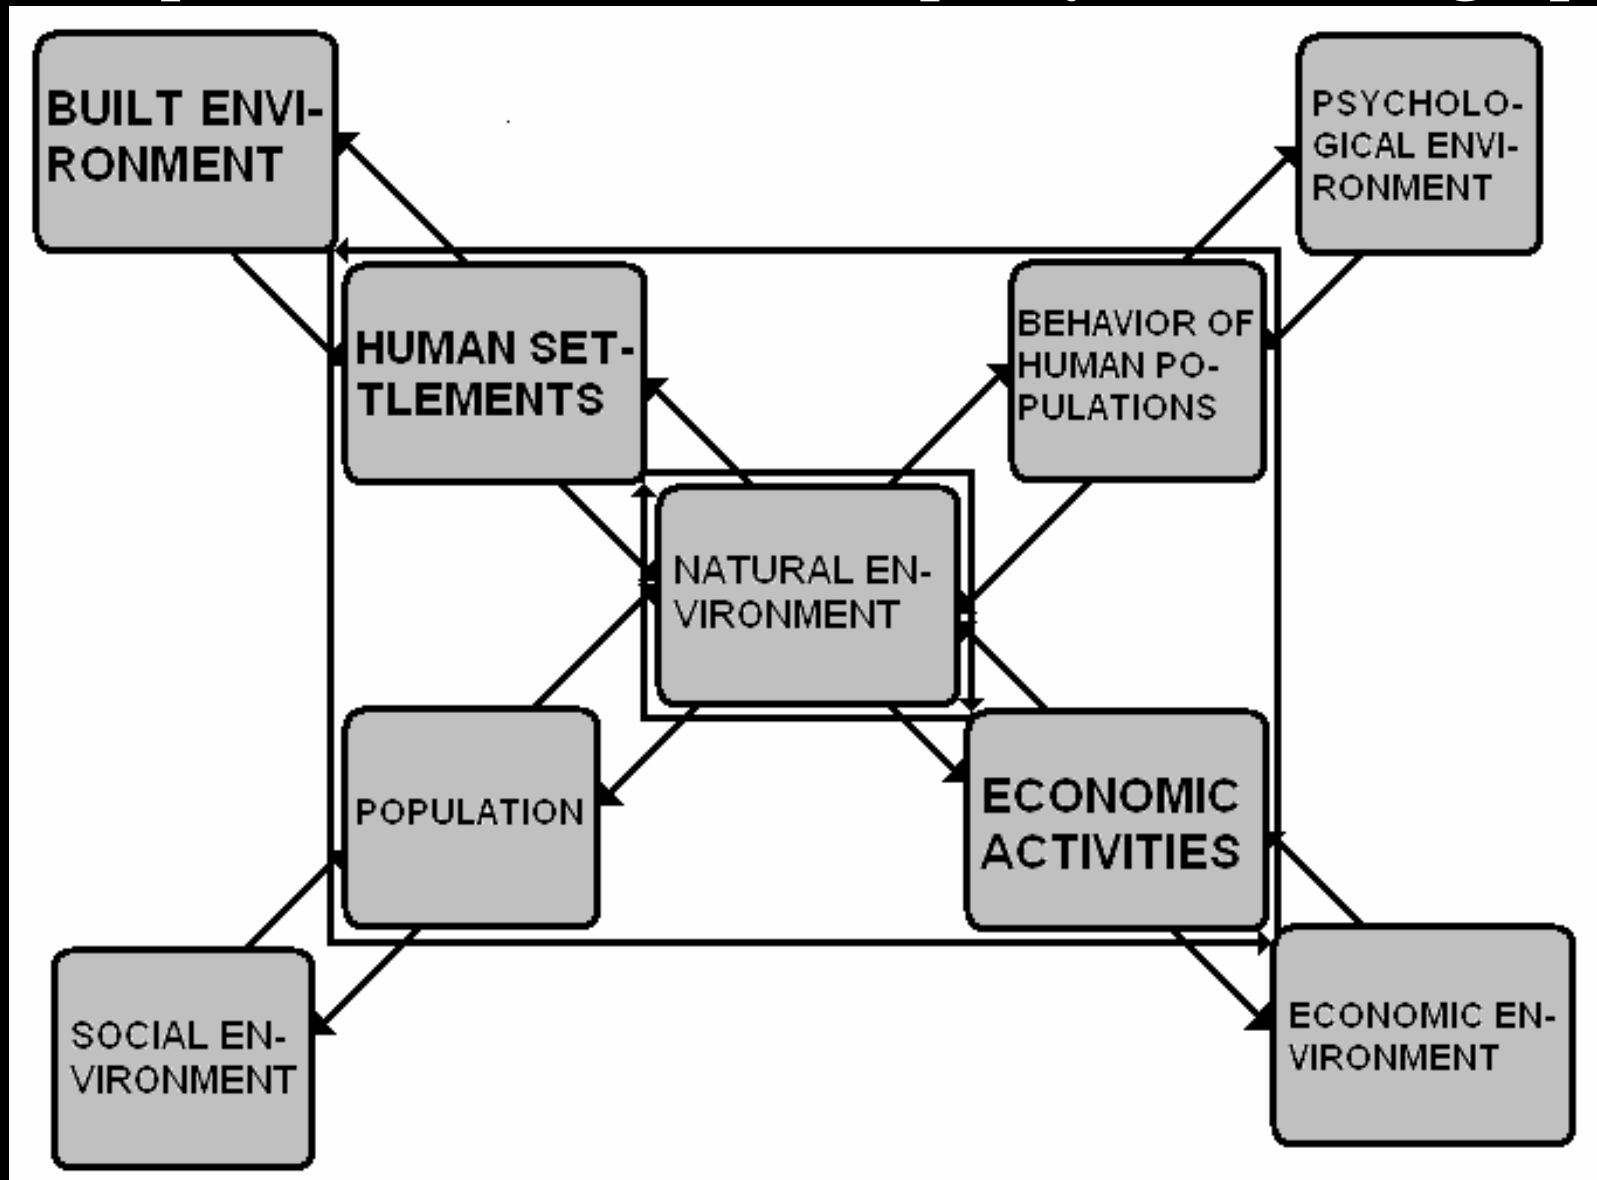 BUILT ENVI-
RONMENT
PSYCHOLO-
GICAL ENVI-
RONMENT
HUMAN SET-
TLEMENTS
BEHAVIOR OF
HUMAN PO-
PULATIONS
NATURAL EN-
VIRONMENT
POPULATION
ECONOMIC
ACTIVITIES
SOCIAL EN-
VIRONMENT
ECONOMIC EN-
VIRONMENT